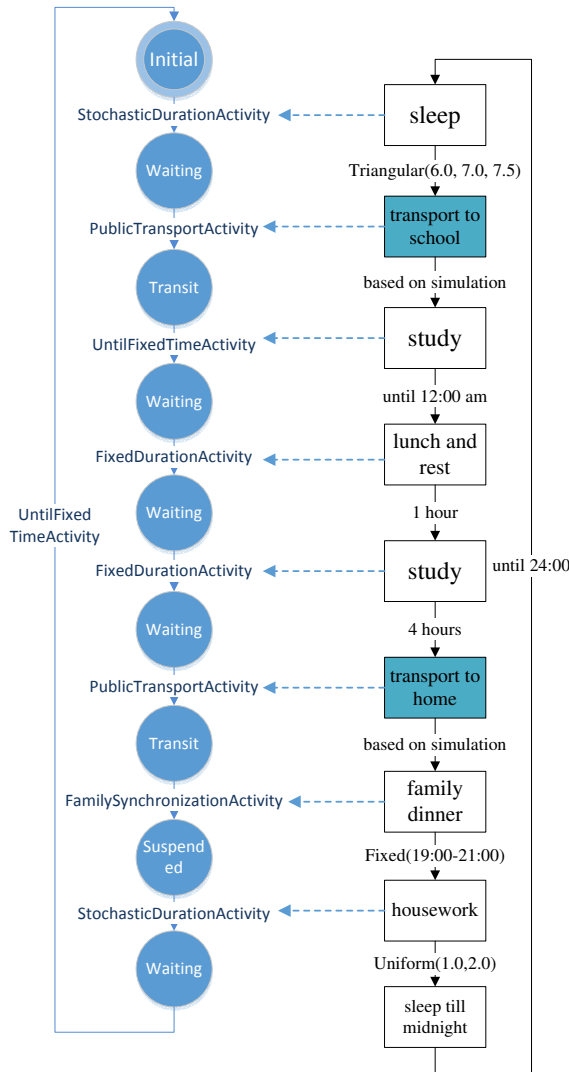 Initial
StochasticDurationActivity
sleep
Waiting
Triangular(6.0, 7.0, 7.5)
PublicTransportActivity
transport to
school
Transit
based on simulation
UntilFixedTimeActivity
study
Waiting
until 12:00 am
FixedDurationActivity
lunch and
rest
Waiting
1 hour
UntilFixed
TimeActivity
FixedDurationActivity
study
until 24:00
Waiting
4 hours
PublicTransportActivity
transport to
home
Transit
based on simulation
FamilySynchronizationActivity
family
dinner
Suspend
ed
Fixed(19:00-21:00)
StochasticDurationActivity
housework
Waiting
Uniform(1.0,2.0)
sleep till
midnight